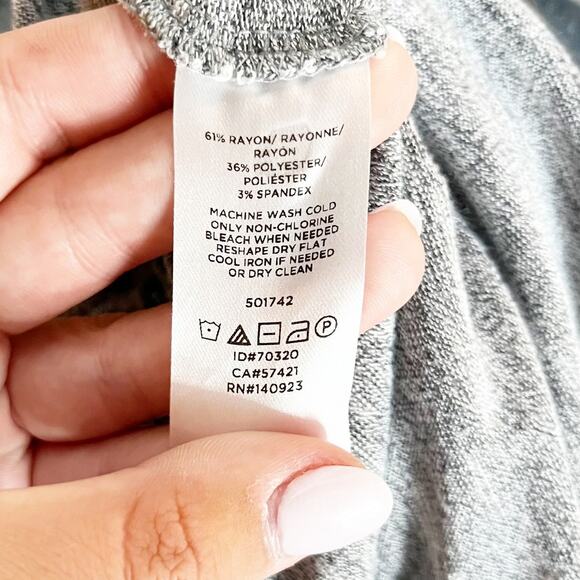 61% RAYON/ RAYONNE/
RAYÓN
36% POLYESTER/
POLIÉSTER
3% SPANDEX
MACHINE WASH COLD
ONLY NON-CHLORINE
BLEACH WHEN NEEDED
RESHAPE DRY FLAT
COOL IRON IF NEEDED
OR DRY CLEAN
501742
P
ID#70320
CA#57421
RN#140923